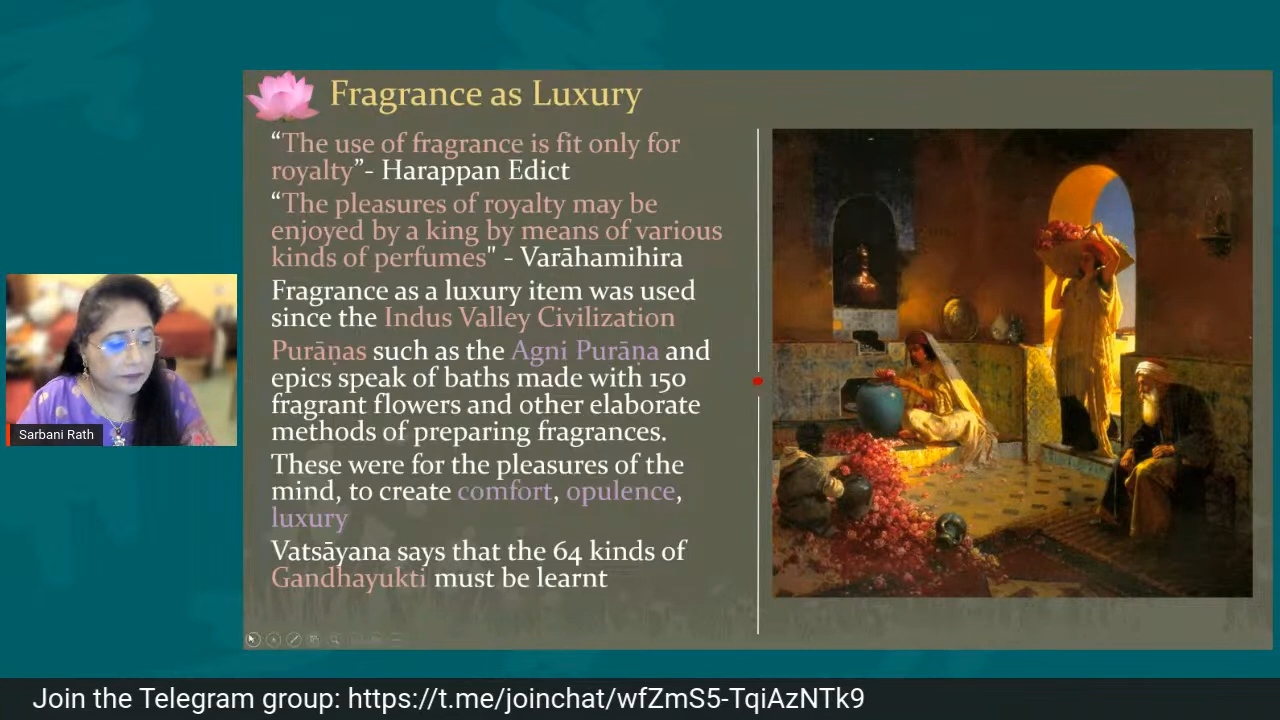 Fragrance as Luxury
“The use of fragrance is fit only for
royalty”- Harappan Edict
“The pleasures of royalty may be
enjoyed by a king by means of various
kinds of perfumes" - Varāhamihira
Fragrance as a luxury item was used
since the Indus Valley Civilization
Purāṇas such as the Agni Purāṇa and
epics speak of baths made with 150
fragrant flowers and other elaborate
methods of preparing fragrances.
These were for the pleasures of the
mind, to create comfort, opulence,
luxury
Vatsāyana says that the 64 kinds of
Gandhayukti must be learnt
Sarbani Rath
Join the Telegram group: https://t.me/joinchat/wfZmS5-TqiAzNTk9